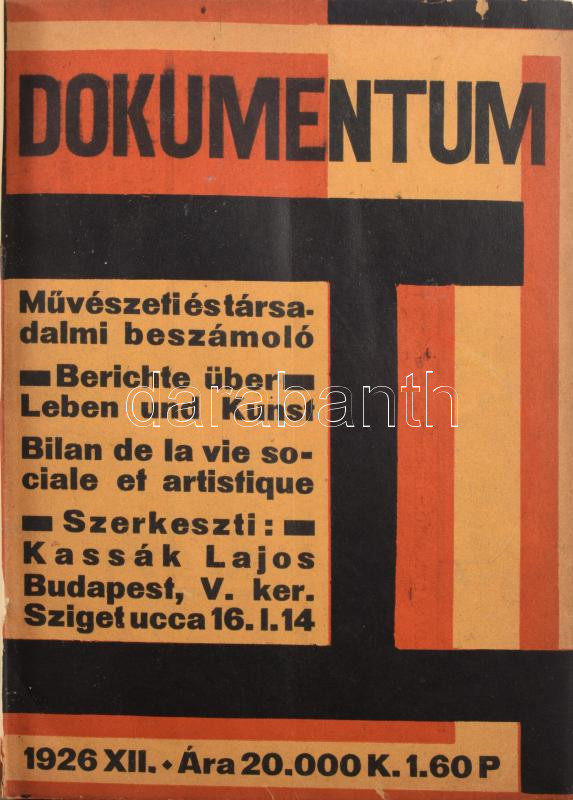 DOKUMENTUM
Művészeti és társa-
dalmi beszámoló
Berichte über
Leben und Kunst
Bilan de la vie so-
ciale et artistique
Szerkeszti:
Kassák Lajos
Budapest, V. ker.
Sziget ucca 16. I. 14
1926 XII. • Ára 20.000 K. 1.60 P
darabanth